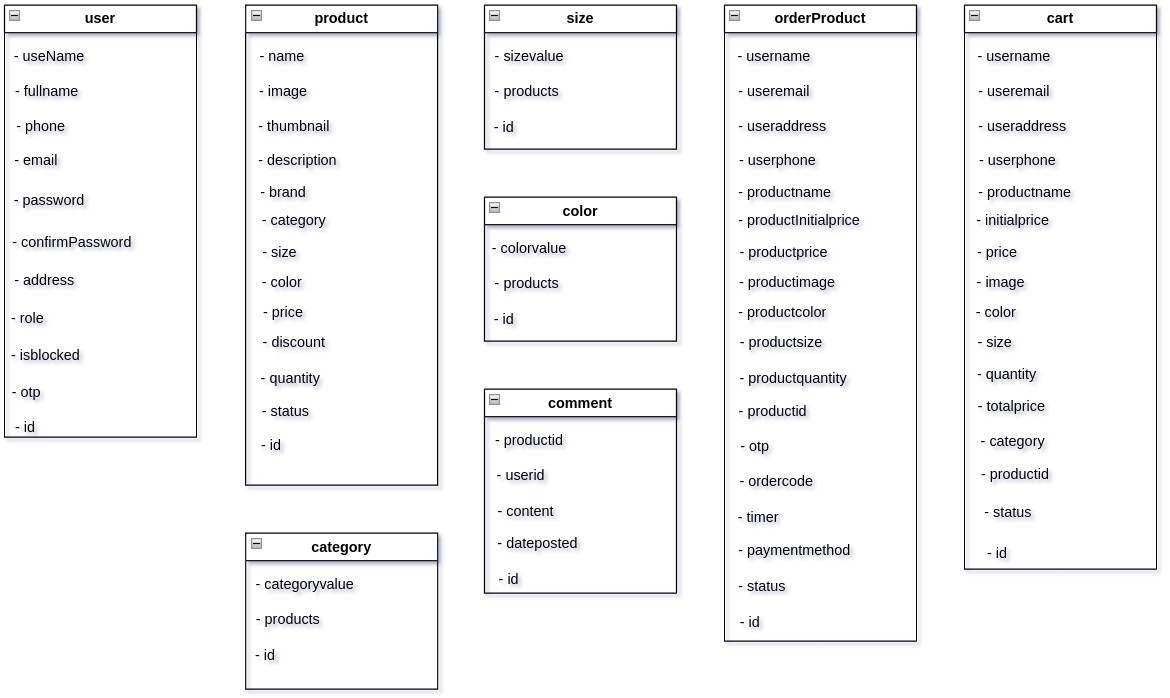 user
- useName
- fullname
- phone
- email
- password
- confirmPassword
- address
- role
- isblocked
- otp
- id
product
- name
- image
- thumbnail
- description
- brand
- category
- size
- color
- price
- discount
- quantity
- status
- id
category
- categoryvalue
- products
- id
size
- sizevalue
- products
- id
color
- colorvalue
- products
- id
comment
- productid
- userid
- content
- dateposted
- id
orderProduct
- username
- useremail
- useraddress
- userphone
- productname
- productInitialprice
- productprice
- productimage
- productcolor
- productsize
- productquantity
- productid
- otp
- ordercode
- timer
- paymentmethod
- status
- id
cart
- username
- useremail
- useraddress
- userphone
- productname
- initialprice
- price
- image
- color
- size
- quantity
- totalprice
- category
- productid
- status
- id